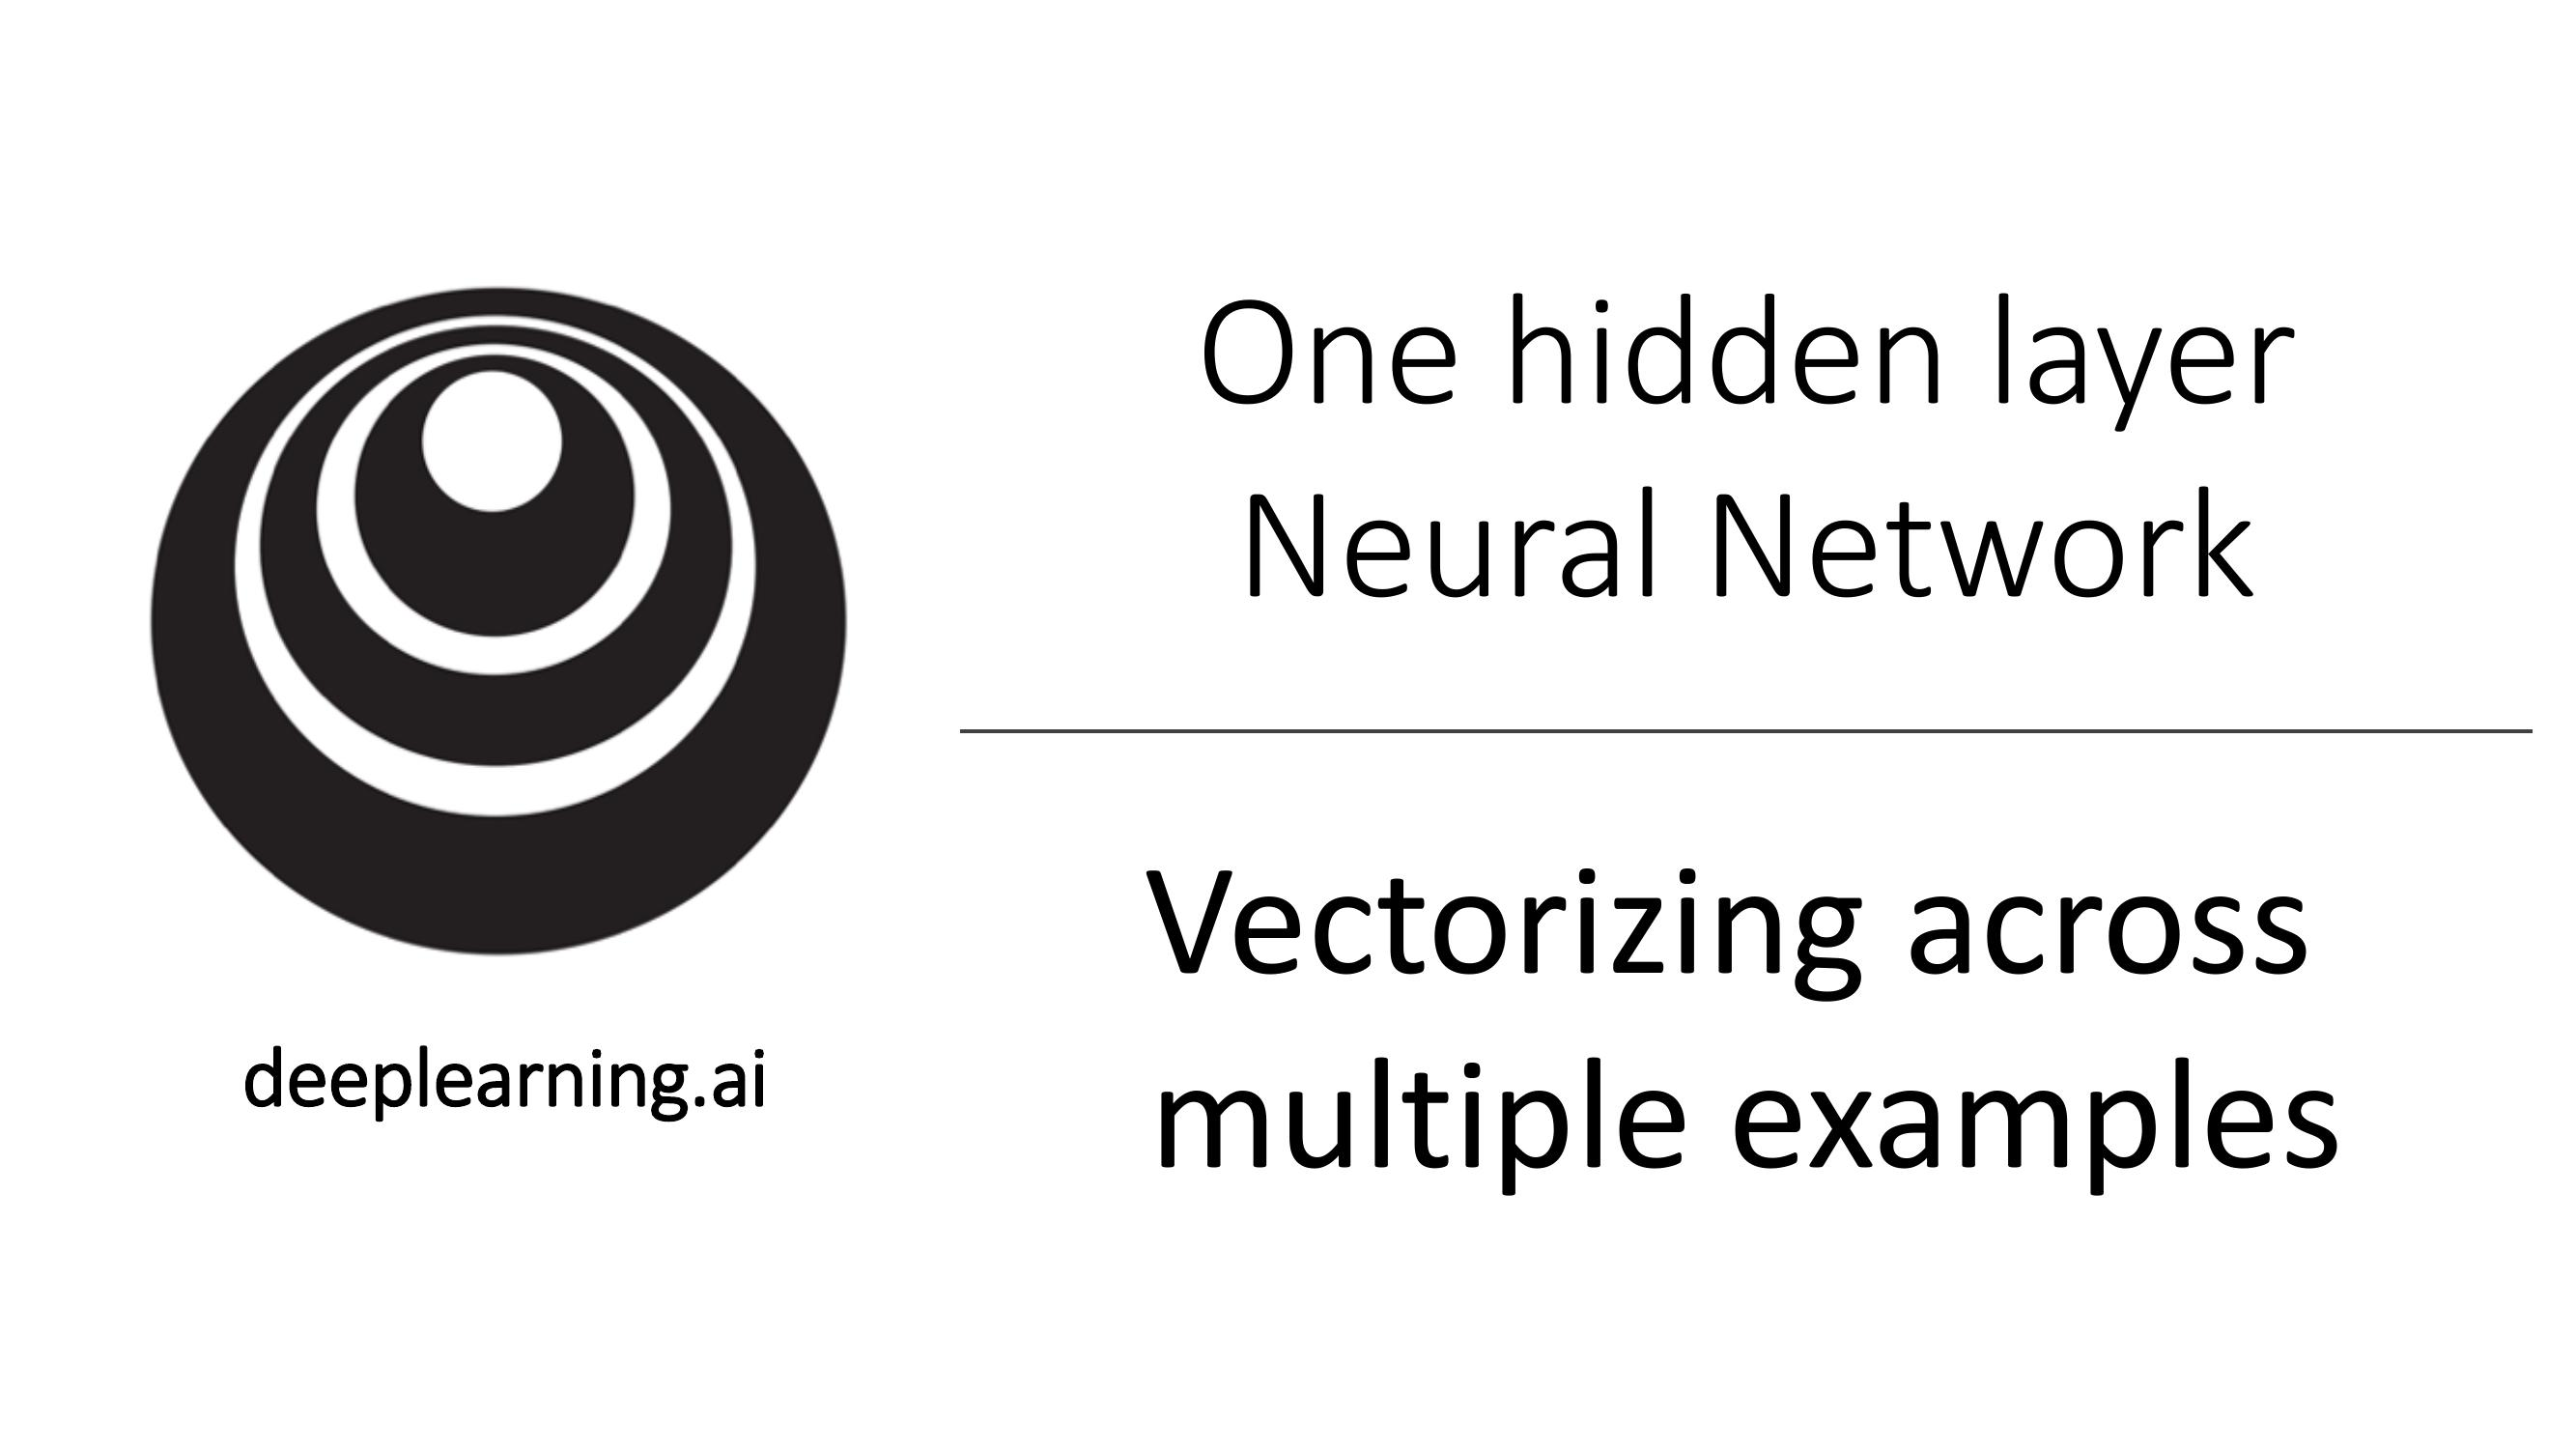 One hidden layer
Neural Network
Vectorizing across
multiple examples
deeplearning.ai